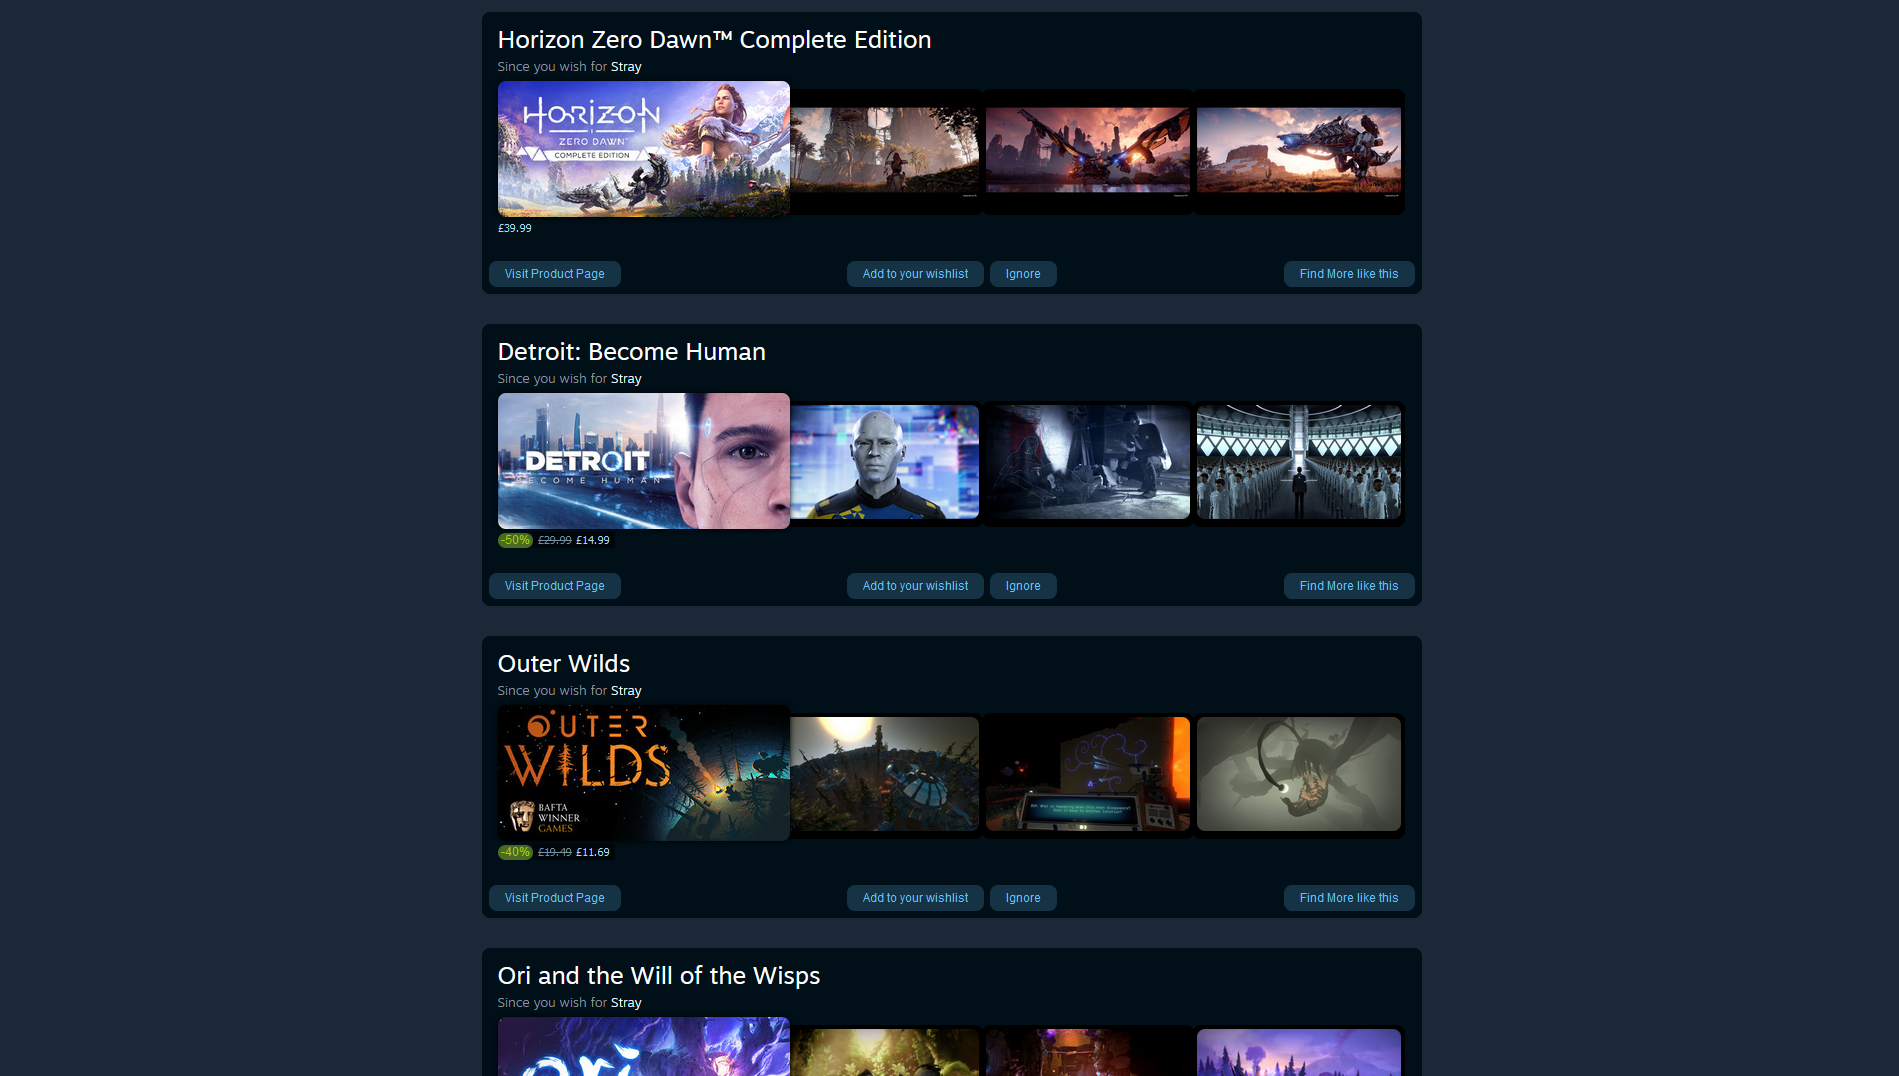 Horizon Zero Dawn™ Complete Edition
Since you wish for Stray
HORIZON
ZERO DAWN™
COMPLETE EDITION
£39.99
Visit Product Page
Add to your wishlist
Ignore
Find More like this
Detroit: Become Human
Since you wish for Stray
DETROIT
BECOME HUMAN
-50% £29.99 £14.99
Visit Product Page
Add to your wishlist
Ignore
Find More like this
Outer Wilds
Since you wish for Stray
OUTER
WILDS
BAFTA
WINNER
GAMES
-40% £19.49 £11.69
Visit Product Page
Add to your wishlist
Ignore
Find More like this
Ori and the Will of the Wisps
Since you wish for Stray
ori